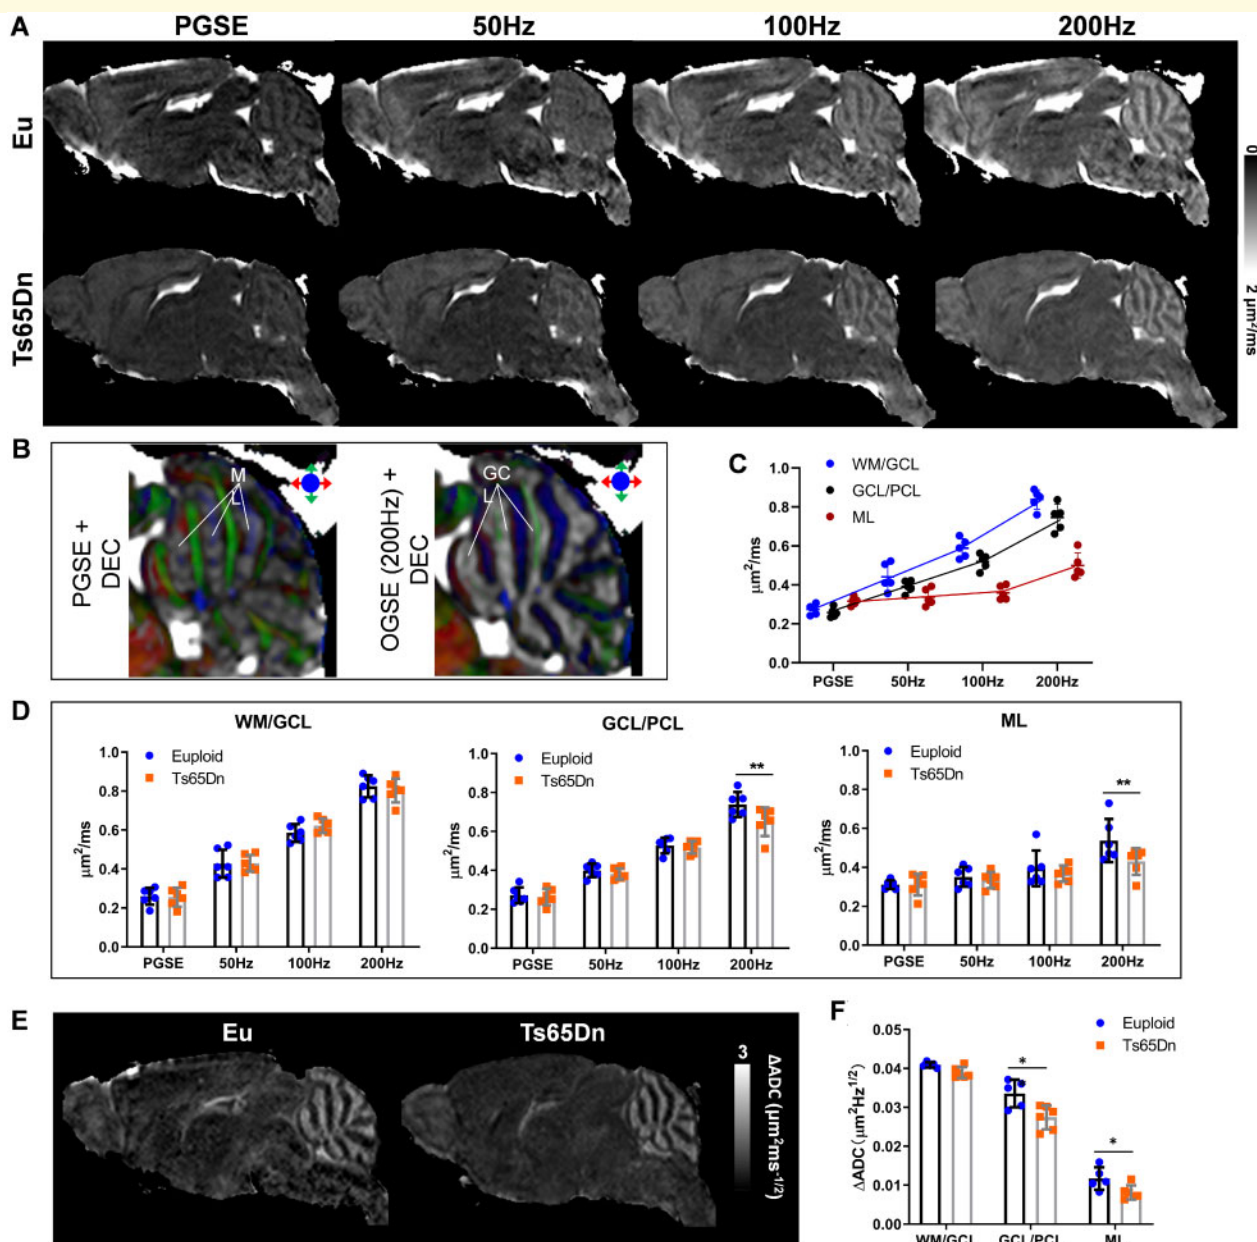 A
PGSE
50Hz
100Hz
200Hz
Eu
Ts65Dn
0
2 μm²/ms
B
PGSE +
DEC
M
L
OGSE (200Hz) +
DEC
GC
L
C
WM/GCL
GCL/PCL
ML
μm²/ms
1.0
0.8
0.6
0.4
0.2
0.0
PGSE
50Hz
100Hz
200Hz
D
WM/GCL
Euploid
Ts65Dn
μm²/ms
1.0
0.8
0.6
0.4
0.2
0.0
PGSE
50Hz
100Hz
200Hz
GCL/PCL
Euploid
Ts65Dn
**
μm²/ms
1.0
0.8
0.6
0.4
0.2
0.0
PGSE
50Hz
100Hz
200Hz
ML
Euploid
Ts65Dn
**
μm²/ms
1.0
0.8
0.6
0.4
0.2
0.0
PGSE
50Hz
100Hz
200Hz
E
Eu
Ts65Dn
3
ΔADC (μm²ms⁻¹/²)
F
Euploid
Ts65Dn
*
*
ΔADC (μm²Hz¹/²)
0.05
0.04
0.03
0.02
0.01
0.00
WM/GCL
GCL/PCL
ML